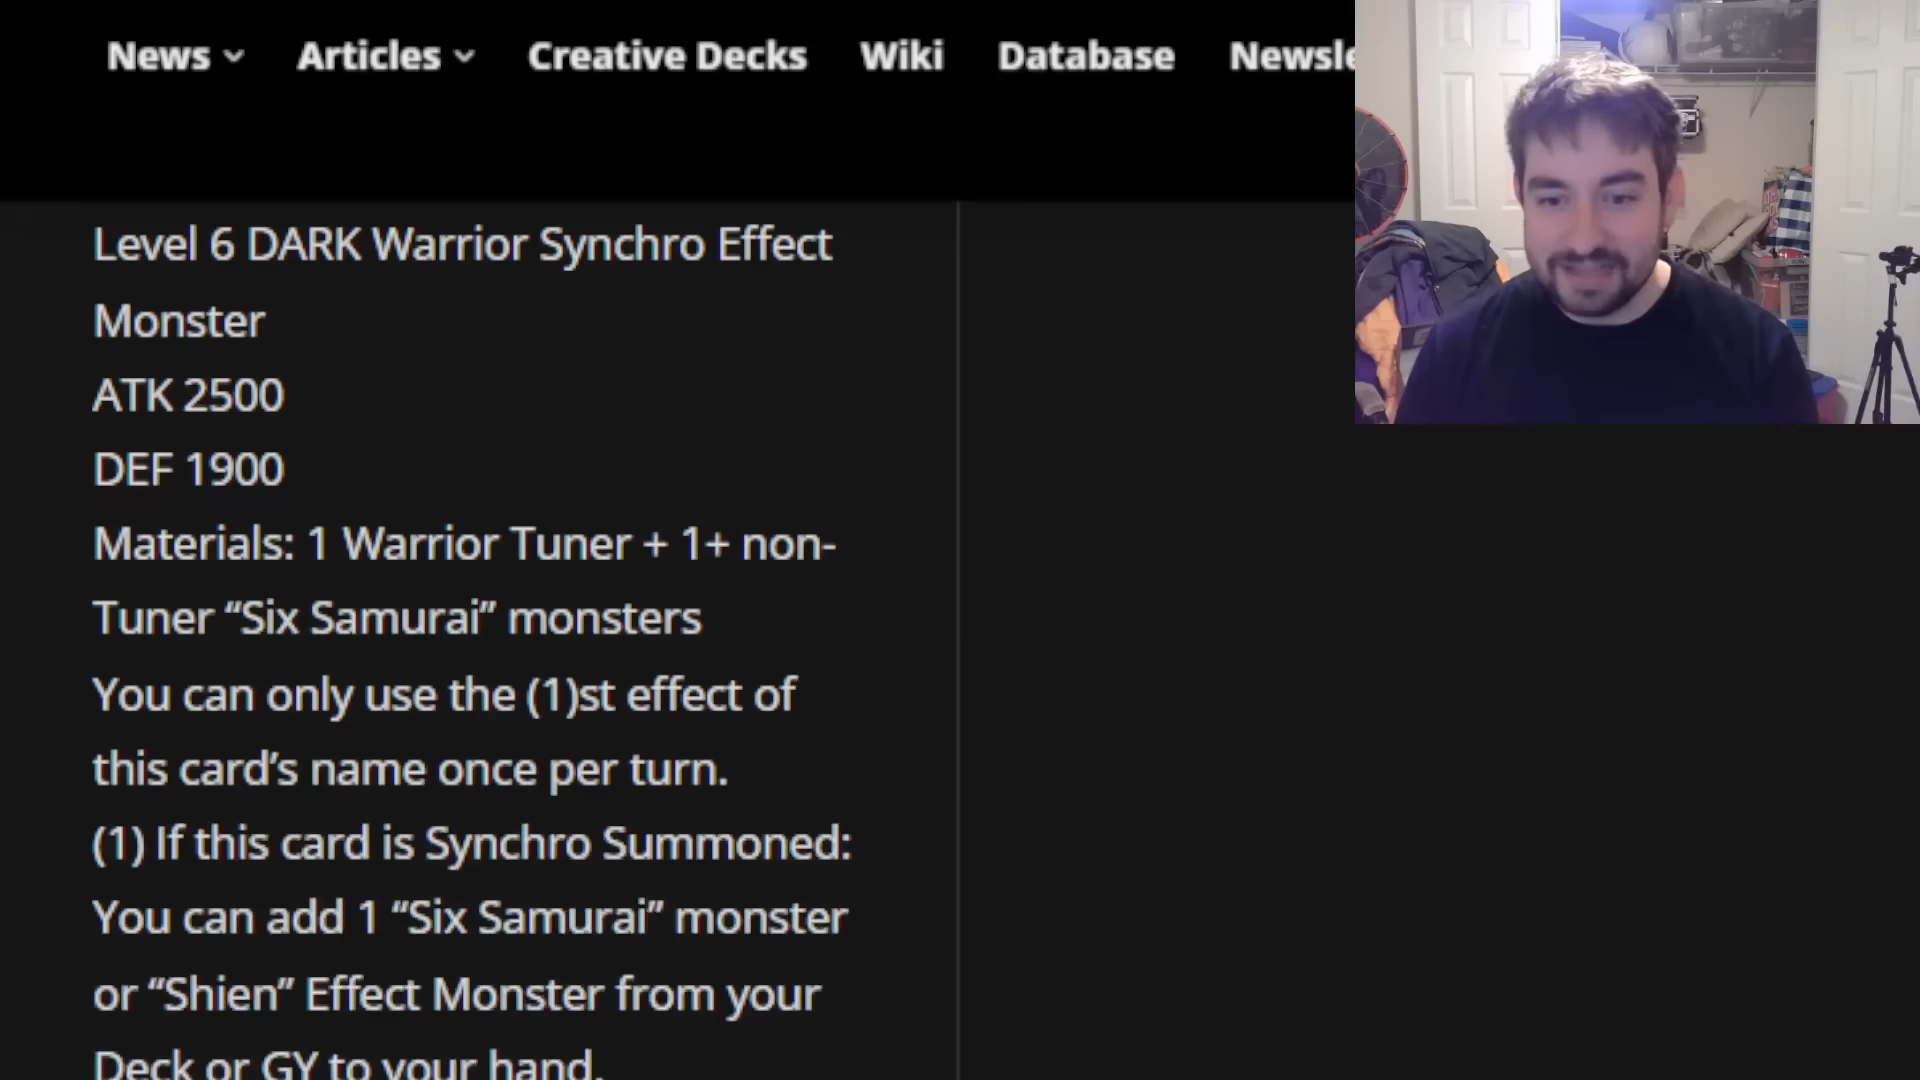 News Articles Creative Decks Wiki Database Newsle
Level 6 DARK Warrior Synchro Effect
Monster
ATK 2500
DEF 1900
Materials: 1 Warrior Tuner + 1+ non-
Tuner “Six Samurai” monsters
You can only use the (1)st effect of
this card’s name once per turn.
(1) If this card is Synchro Summoned:
You can add 1 “Six Samurai” monster
or “Shien” Effect Monster from your
Deck or GY to your hand.